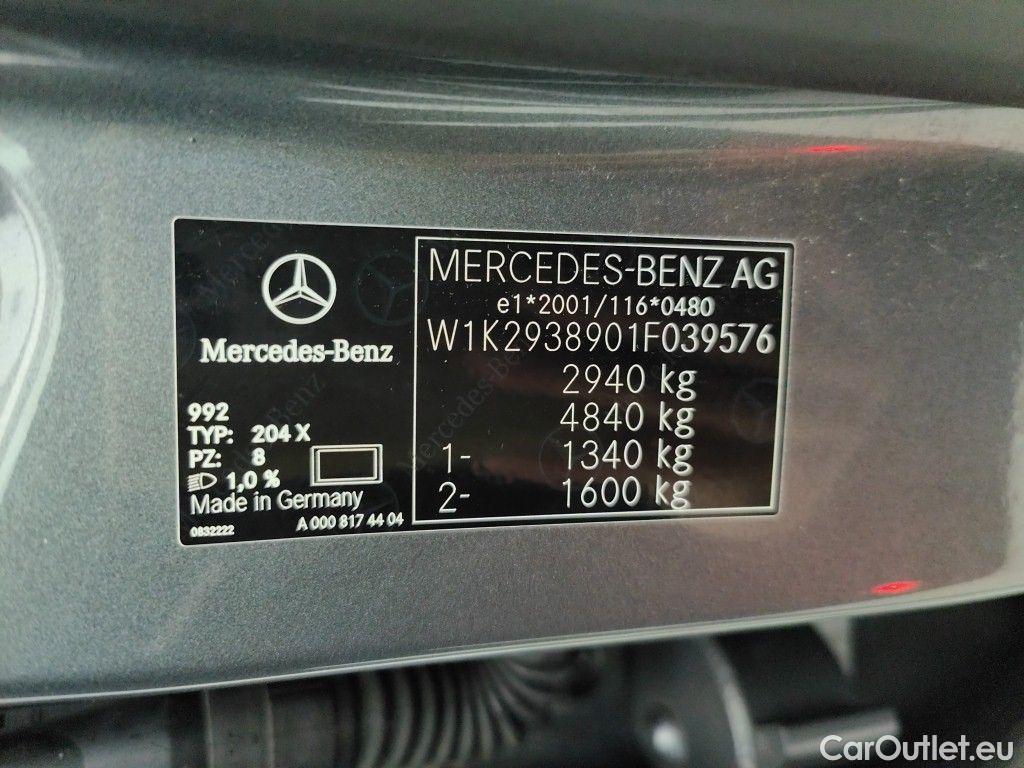 Mercedes-Benz
992
TYP: 204 X
PZ: 8
1,0 %
Made in Germany
0832222
A 000 817 44 04
MERCEDES-BENZ AG
e1*2001/116*0480
W1K2938901F039576
2940 kg
4840 kg
1- 1340 kg
2- 1600 kg
CarOutlet.eu